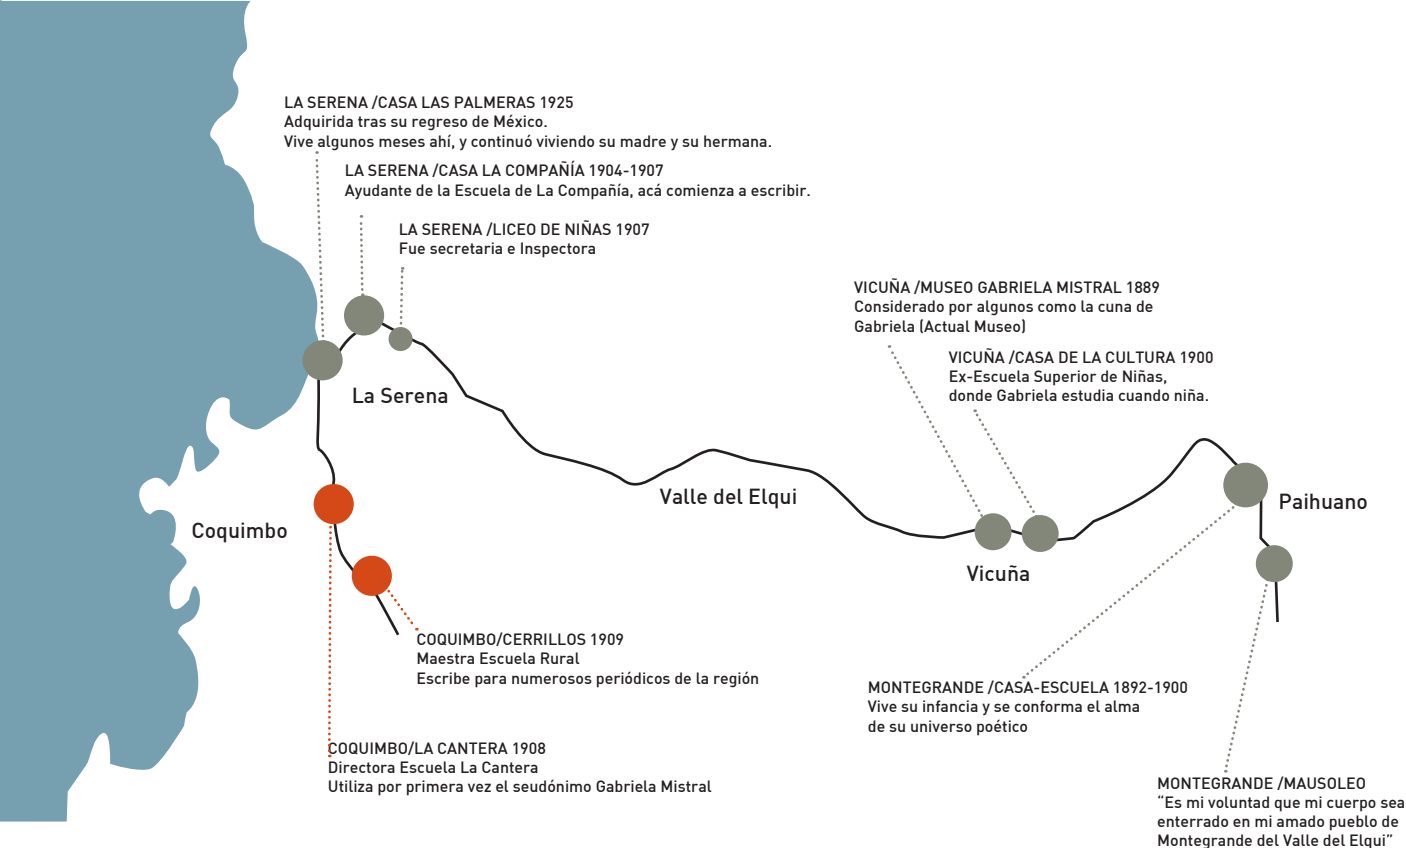 LA SERENA /CASA LAS PALMERAS 1925
Adquirida tras su regreso de México.
Vive algunos meses ahí, y continuó viviendo su madre y su hermana.
LA SERENA /CASA LA COMPAÑÍA 1904-1907
Ayudante de la Escuela de La Compañía, acá comienza a escribir.
LA SERENA /LICEO DE NIÑAS 1907
Fue secretaria e Inspectora
VICUÑA /MUSEO GABRIELA MISTRAL 1889
Considerado por algunos como la cuna de
Gabriela (Actual Museo)
VICUÑA /CASA DE LA CULTURA 1900
Ex-Escuela Superior de Niñas,
donde Gabriela estudia cuando niña.
La Serena
Valle del Elqui
Paihuano
Coquimbo
Vicuña
COQUIMBO/CERRILLOS 1909
Maestra Escuela Rural
Escribe para numerosos periódicos de la región
MONTEGRANDE /CASA-ESCUELA 1892-1900
Vive su infancia y se conforma el alma
de su universo poético
COQUIMBO/LA CANTERA 1908
Directora Escuela La Cantera
Utiliza por primera vez el seudónimo Gabriela Mistral
MONTEGRANDE /MAUSOLEO
“Es mi voluntad que mi cuerpo sea
enterrado en mi amado pueblo de
Montegrande del Valle del Elqui”